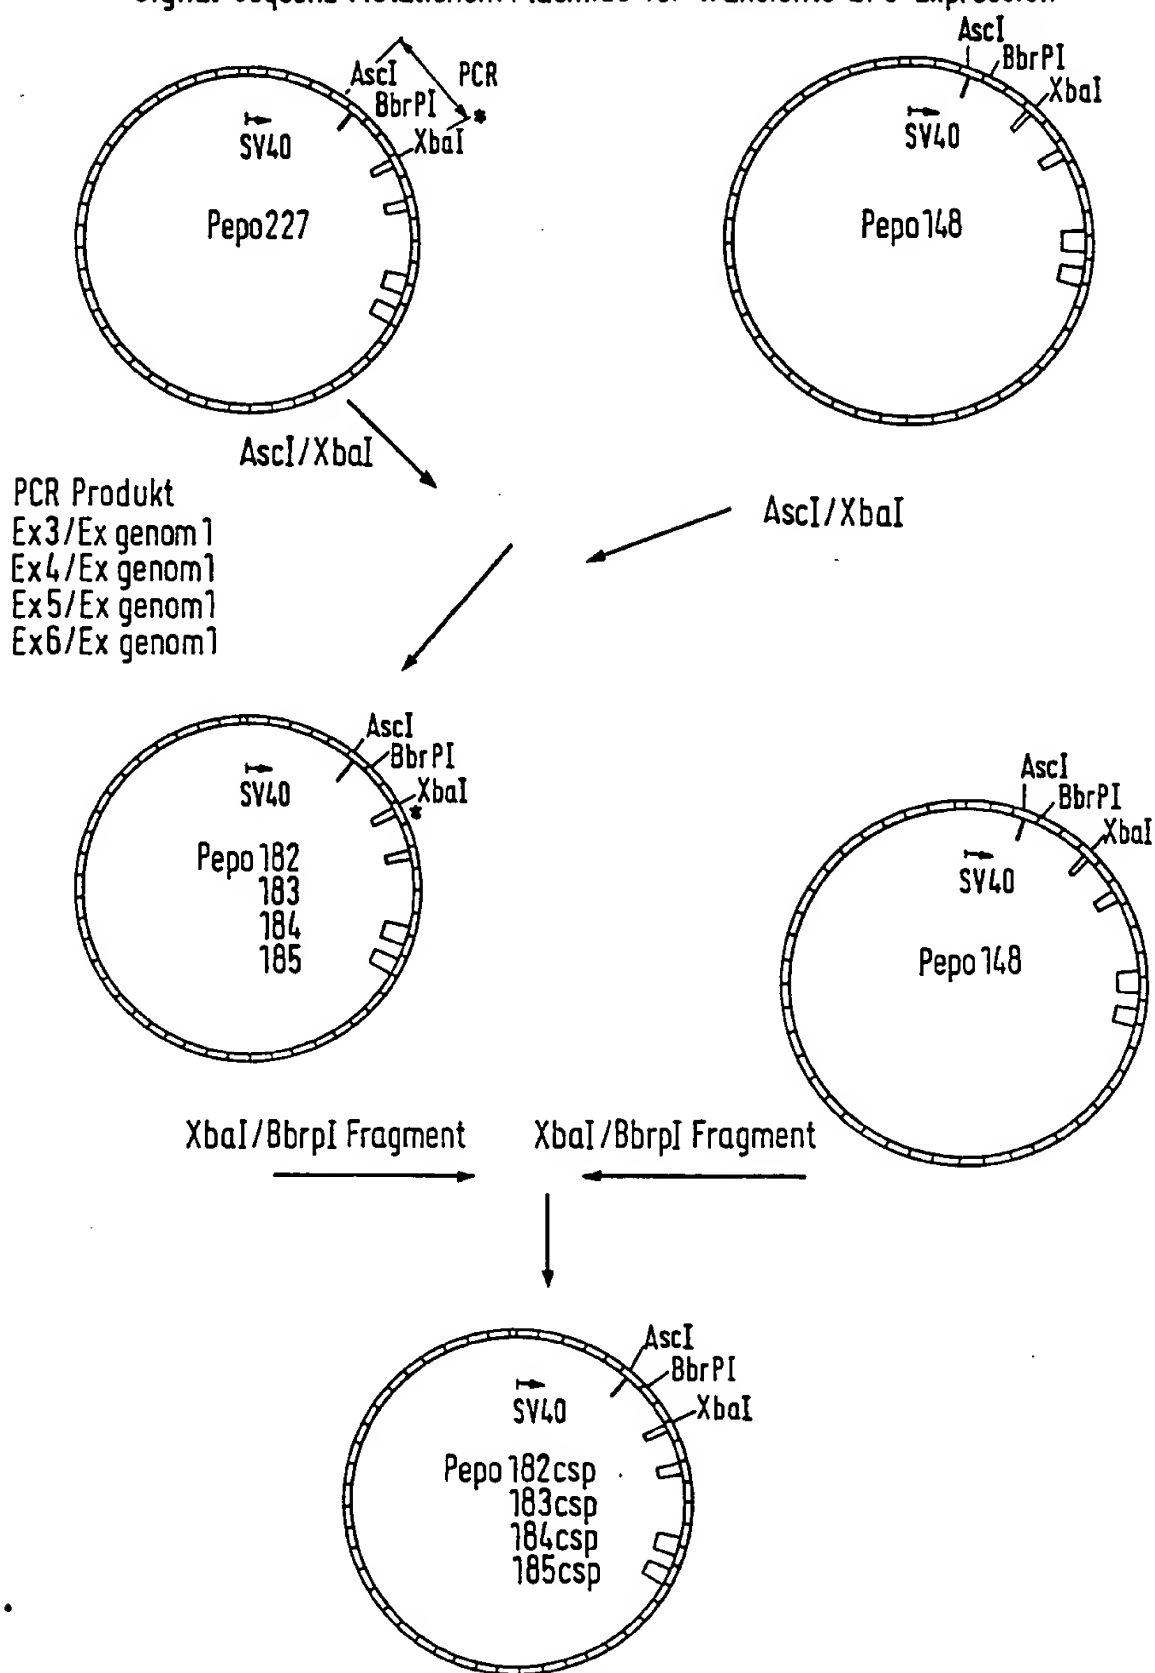 AscI
PCR
BbrPI
*
XbaI
SV40
Pepo227
AscI
BbrPI
XbaI
SV40
Pepo148
AscI/XbaI
AscI/XbaI
PCR Produkt
Ex3/Ex genom1
Ex4/Ex genom1
Ex5/Ex genom1
Ex6/Ex genom1
AscI
BbrPI
XbaI
*
SV40
Pepo182
183
184
185
AscI
BbrPI
XbaI
SV40
Pepo148
XbaI/BbrpI Fragment
XbaI/BbrpI Fragment
AscI
BbrPI
XbaI
SV40
Pepo182csp
183csp
184csp
185csp